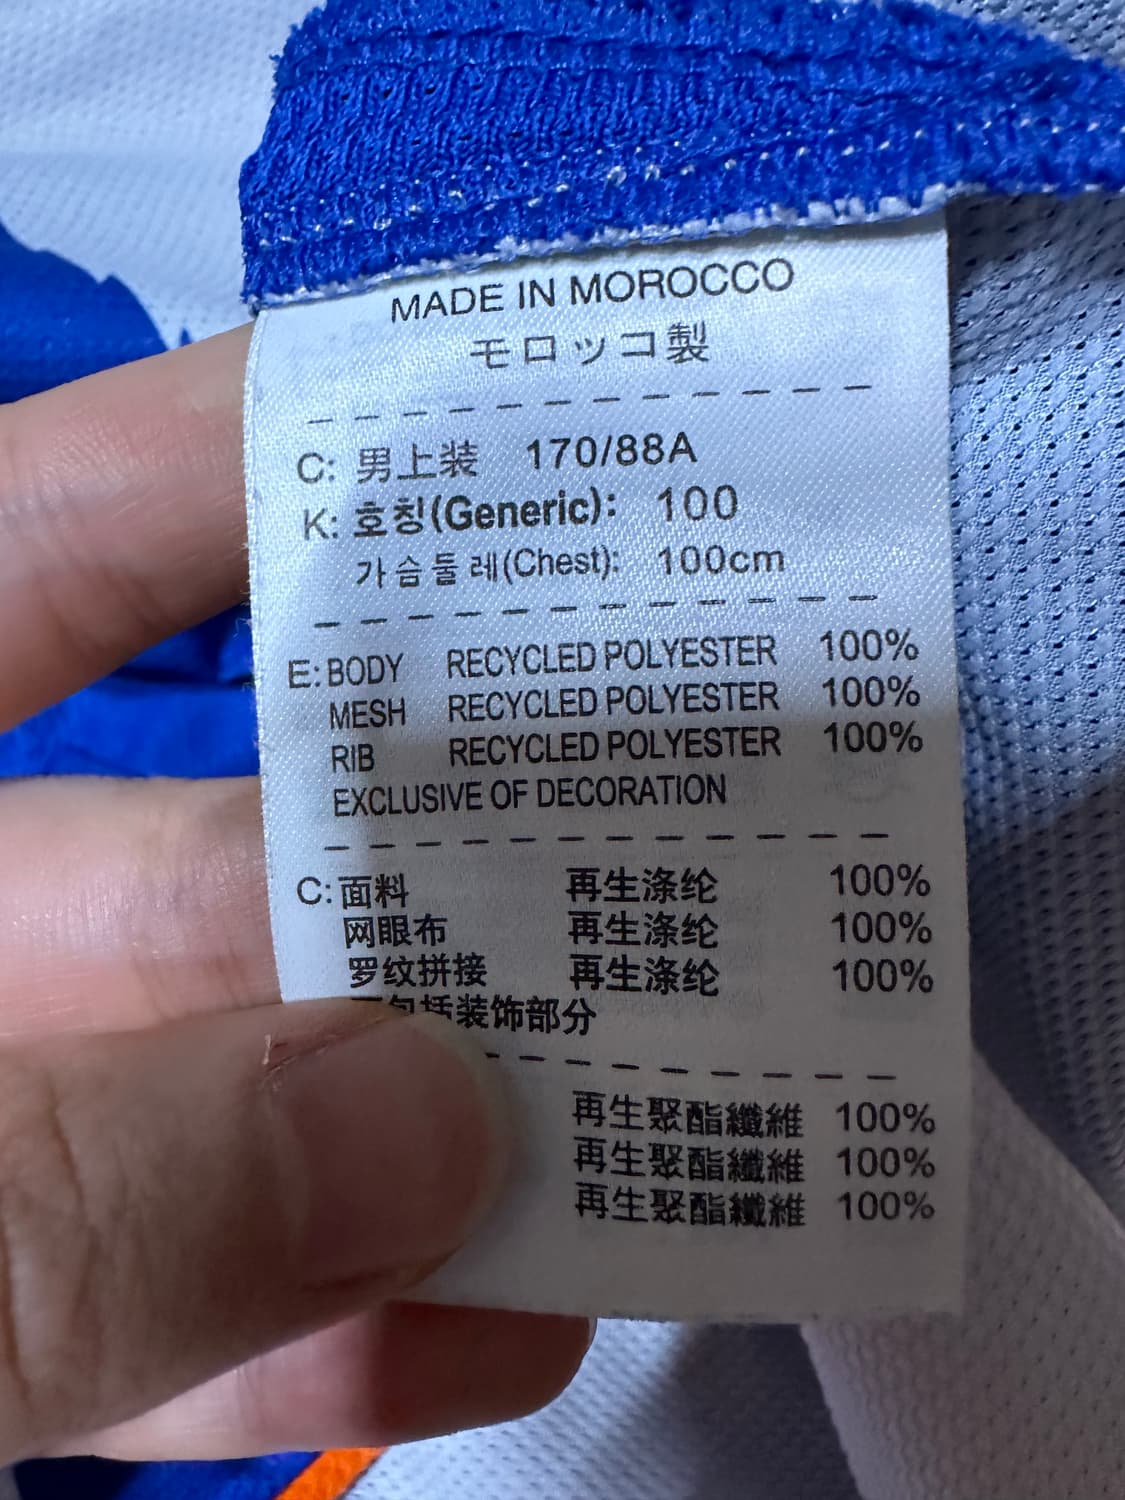 MADE IN MOROCCO
モロッコ製
C: 男上装 170/88A
K: 호칭(Generic): 100
가슴둘레(Chest): 100cm
E: BODY RECYCLED POLYESTER 100%
MESH RECYCLED POLYESTER 100%
RIB RECYCLED POLYESTER 100%
EXCLUSIVE OF DECORATION
C: 面料 再生涤纶 100%
网眼布 再生涤纶 100%
罗纹拼接 再生涤纶 100%
包括装饰部分
再生聚酯纖維 100%
再生聚酯纖維 100%
再生聚酯纖維 100%